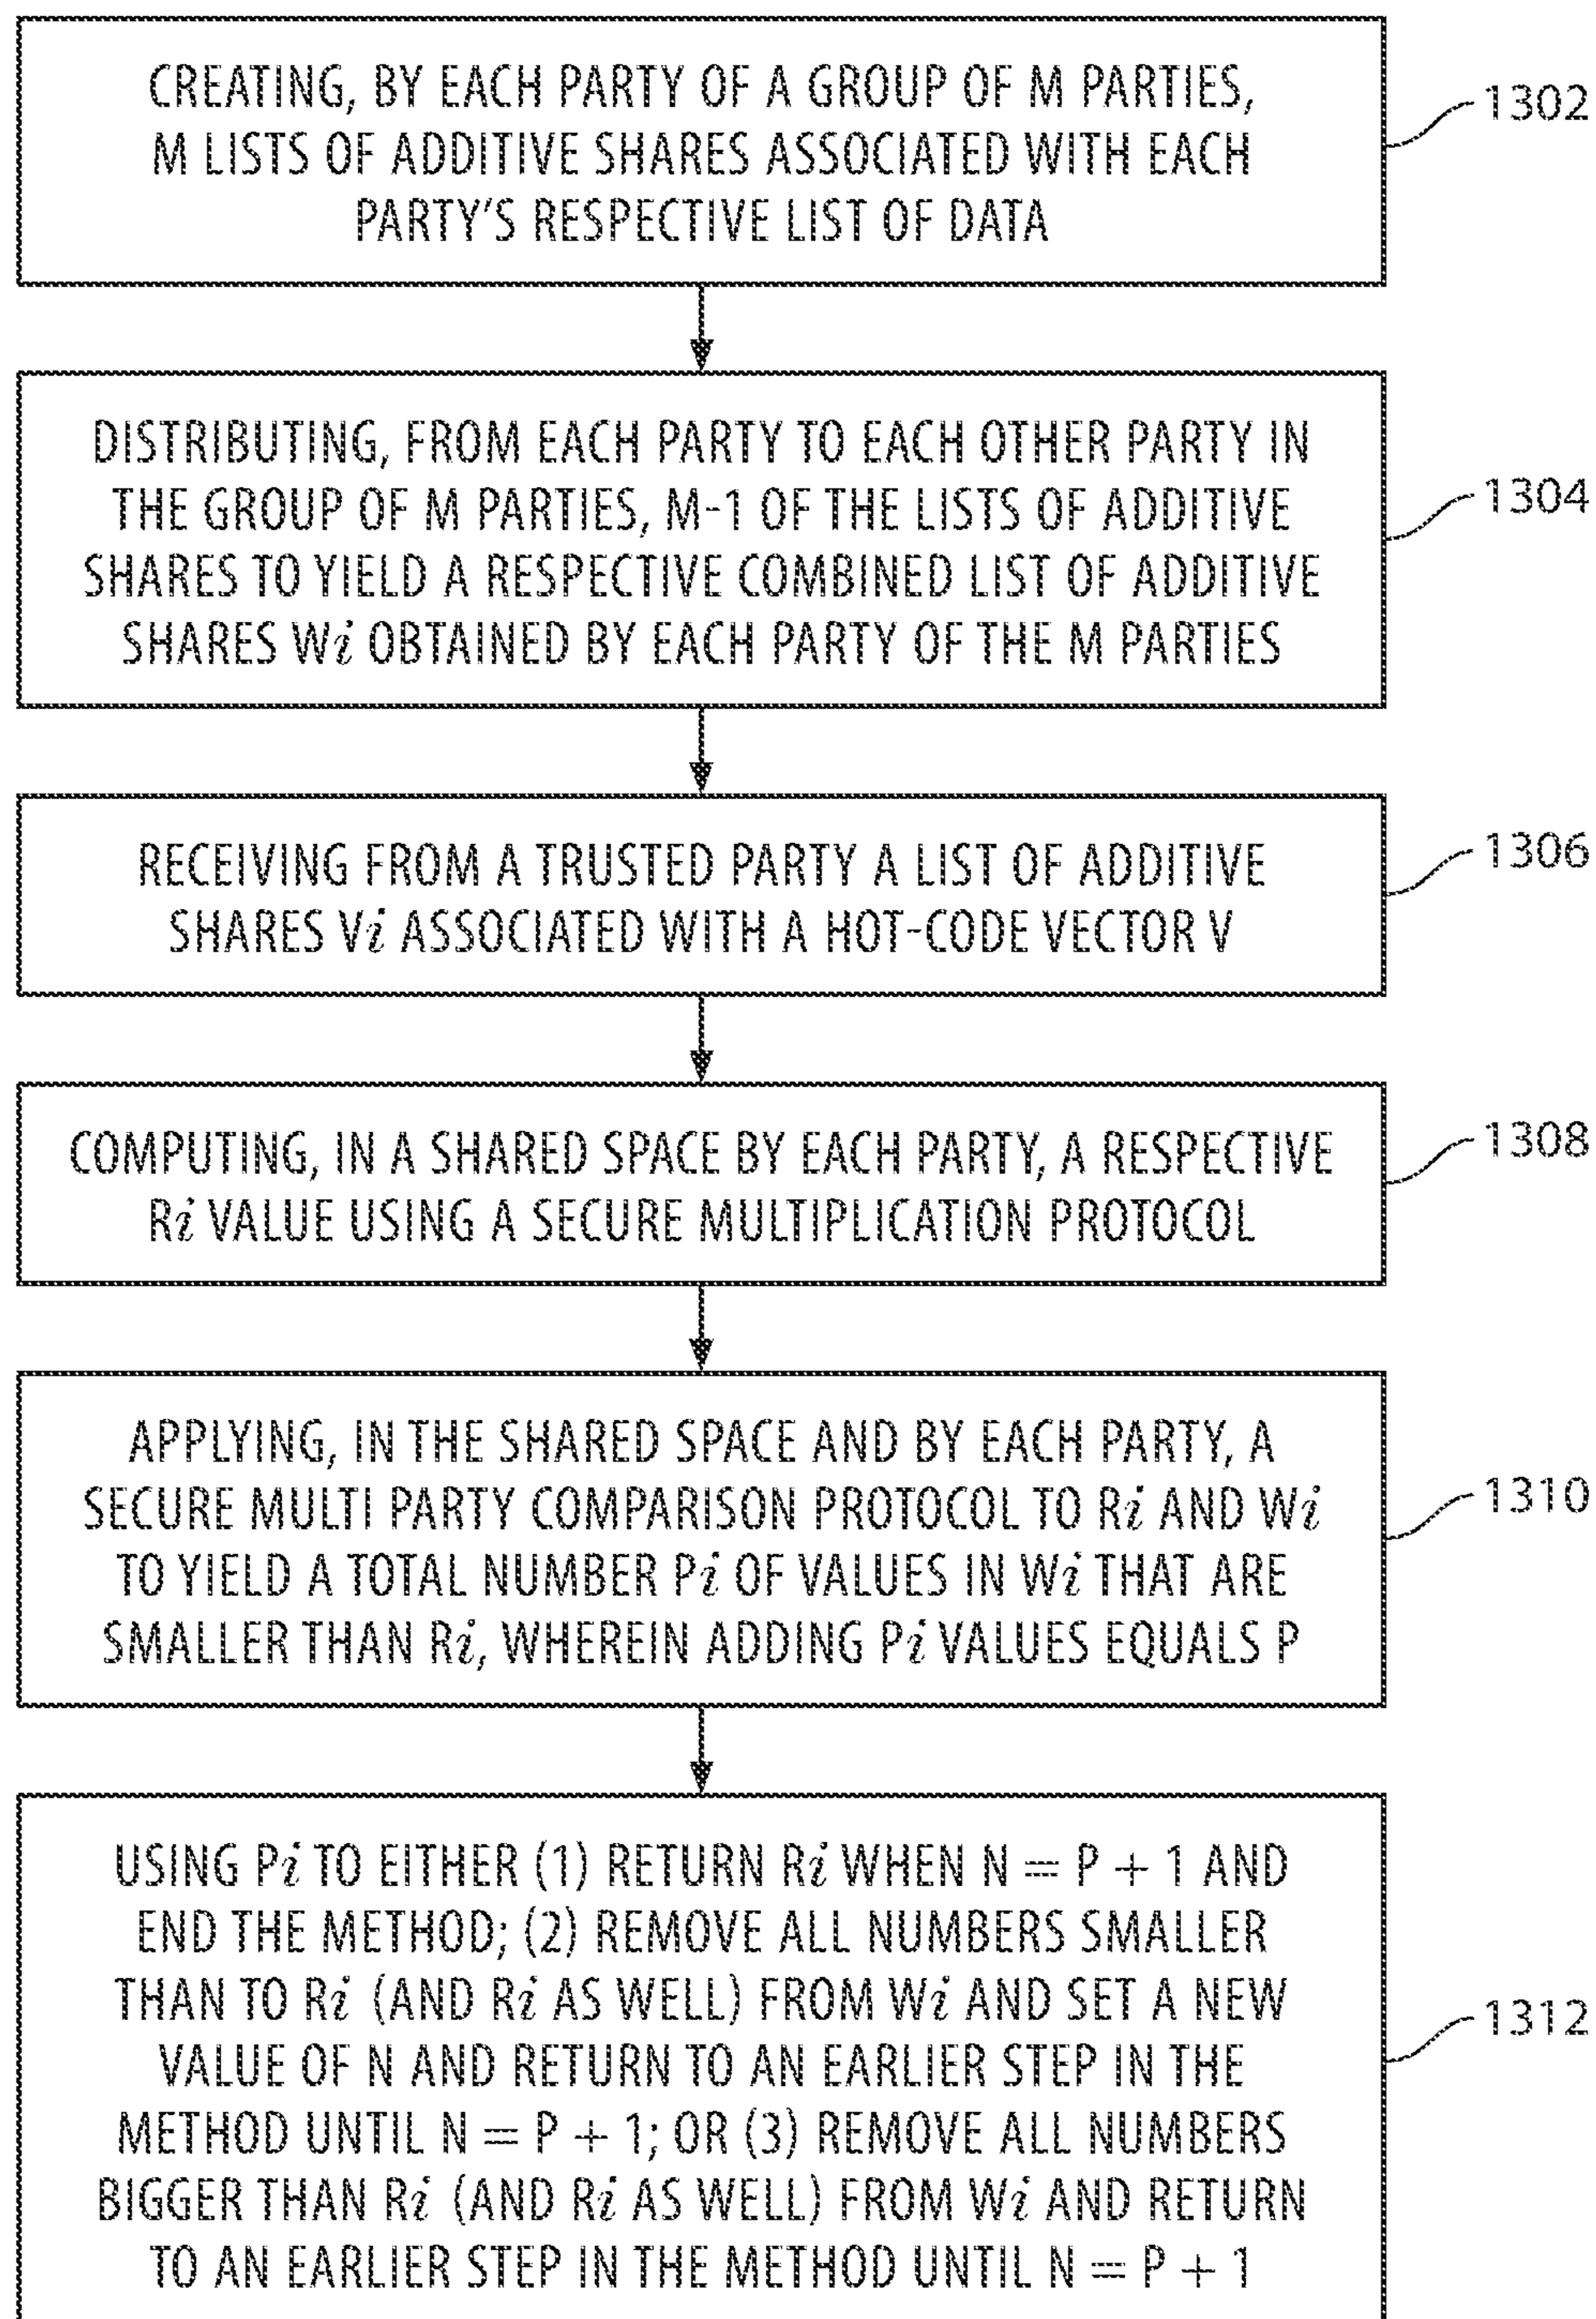 CREATING, BY EACH PARTY OF A GROUP OF M PARTIES,
M LISTS OF ADDITIVE SHARES ASSOCIATED WITH EACH
PARTY'S RESPECTIVE LIST OF DATA
1302
DISTRIBUTING, FROM EACH PARTY TO EACH OTHER PARTY IN
THE GROUP OF M PARTIES, M-1 OF THE LISTS OF ADDITIVE
SHARES TO YIELD A RESPECTIVE COMBINED LIST OF ADDITIVE
SHARES Wi OBTAINED BY EACH PARTY OF THE M PARTIES
1304
RECEIVING FROM A TRUSTED PARTY A LIST OF ADDITIVE
SHARES Vi ASSOCIATED WITH A HOT-CODE VECTOR V
1306
COMPUTING, IN A SHARED SPACE BY EACH PARTY, A RESPECTIVE
Ri VALUE USING A SECURE MULTIPLICATION PROTOCOL
1308
APPLYING, IN THE SHARED SPACE AND BY EACH PARTY, A
SECURE MULTI PARTY COMPARISON PROTOCOL TO Ri AND Wi
TO YIELD A TOTAL NUMBER Pi OF VALUES IN Wi THAT ARE
SMALLER THAN Ri, WHEREIN ADDING Pi VALUES EQUALS P
1310
USING Pi TO EITHER (1) RETURN Ri WHEN N = P + 1 AND
END THE METHOD; (2) REMOVE ALL NUMBERS SMALLER
THAN TO Ri (AND Ri AS WELL) FROM Wi AND SET A NEW
VALUE OF N AND RETURN TO AN EARLIER STEP IN THE
METHOD UNTIL N = P + 1; OR (3) REMOVE ALL NUMBERS
BIGGER THAN Ri (AND Ri AS WELL) FROM Wi AND RETURN
TO AN EARLIER STEP IN THE METHOD UNTIL N = P + 1
1312